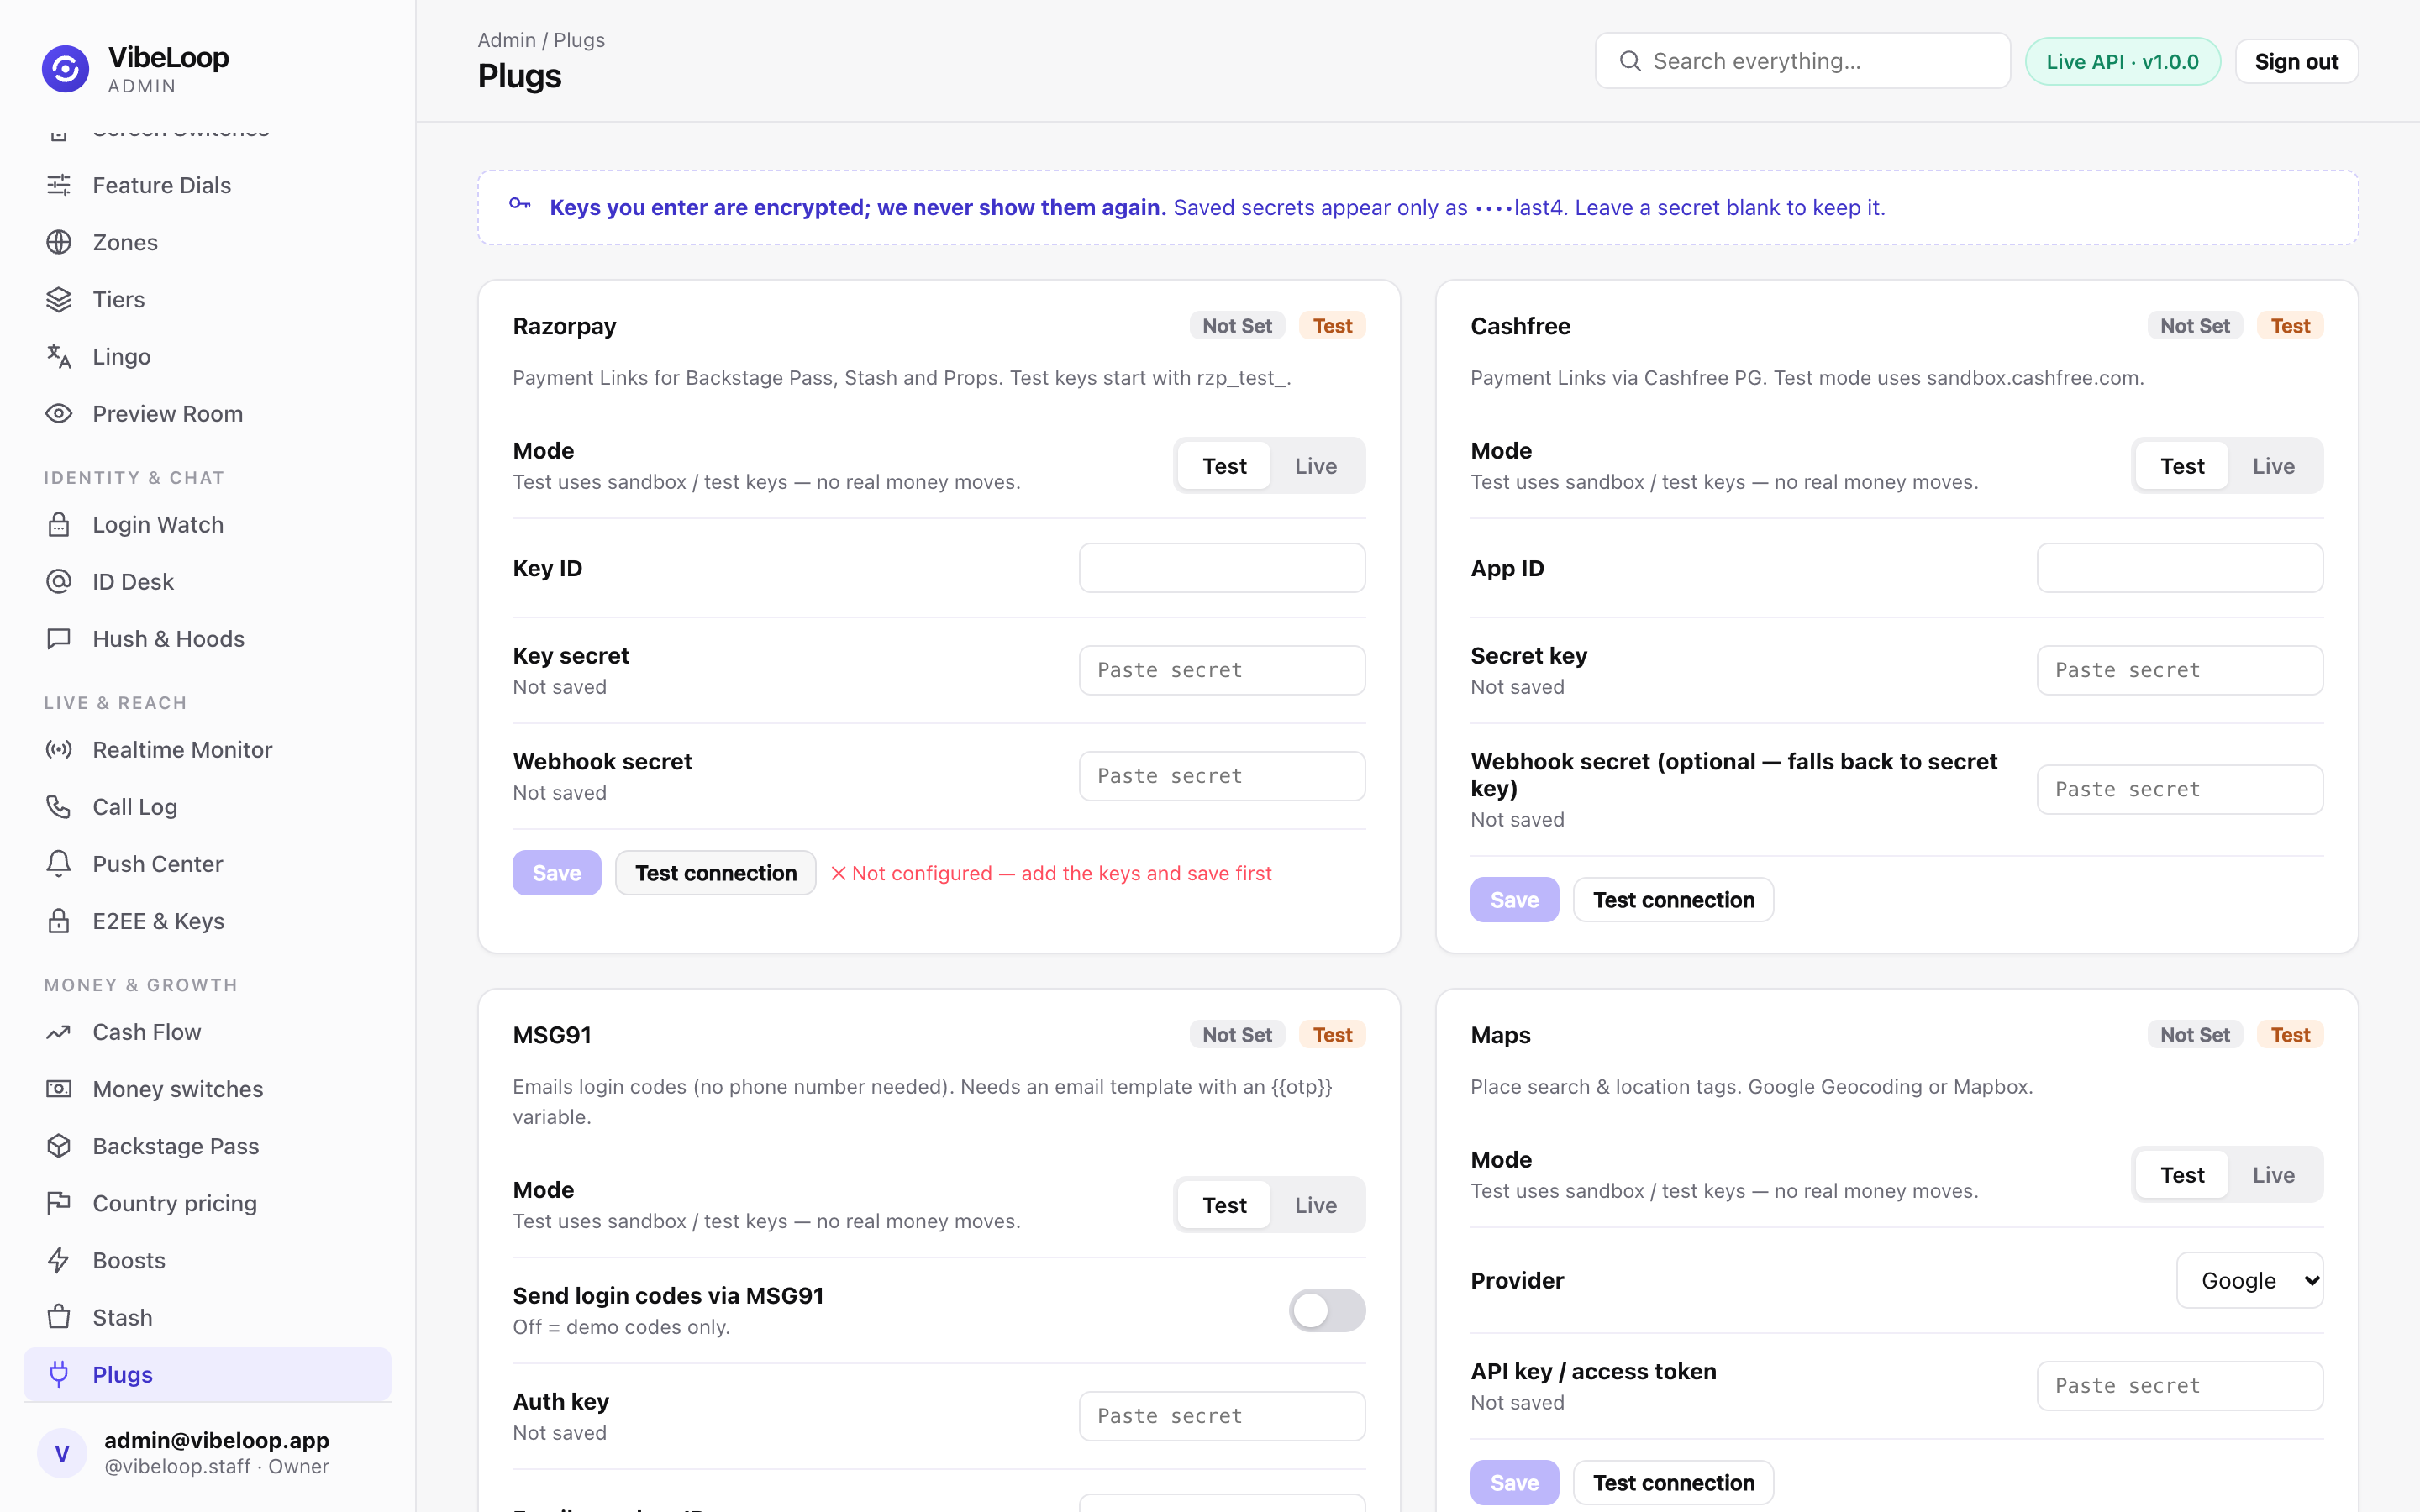 VibeLoop
ADMIN
Screen Switches
Feature Dials
Zones
Tiers
Lingo
Preview Room
IDENTITY & CHAT
Login Watch
ID Desk
Hush & Hoods
LIVE & REACH
Realtime Monitor
Call Log
Push Center
E2EE & Keys
MONEY & GROWTH
Cash Flow
Money switches
Backstage Pass
Country pricing
Boosts
Stash
Plugs
V
admin@vibeloop.app
@vibeloop.staff · Owner
Admin / Plugs
Plugs
Search everything...
Live API · v1.0.0
Sign out
Keys you enter are encrypted; we never show them again. Saved secrets appear only as ••••last4. Leave a secret blank to keep it.
Razorpay
Not Set
Test
Payment Links for Backstage Pass, Stash and Props. Test keys start with rzp_test_.
Mode
Test uses sandbox / test keys — no real money moves.
Test
Live
Key ID
Key secret
Not saved
Paste secret
Webhook secret
Not saved
Paste secret
Save
Test connection
✕ Not configured — add the keys and save first
Cashfree
Not Set
Test
Payment Links via Cashfree PG. Test mode uses sandbox.cashfree.com.
Mode
Test uses sandbox / test keys — no real money moves.
Test
Live
App ID
Secret key
Not saved
Paste secret
Webhook secret (optional — falls back to secret
key)
Not saved
Paste secret
Save
Test connection
MSG91
Not Set
Test
Emails login codes (no phone number needed). Needs an email template with an {{otp}}
variable.
Mode
Test uses sandbox / test keys — no real money moves.
Test
Live
Send login codes via MSG91
Off = demo codes only.
Auth key
Not saved
Paste secret
Maps
Not Set
Test
Place search & location tags. Google Geocoding or Mapbox.
Mode
Test uses sandbox / test keys — no real money moves.
Test
Live
Provider
Google
API key / access token
Not saved
Paste secret
Save
Test connection